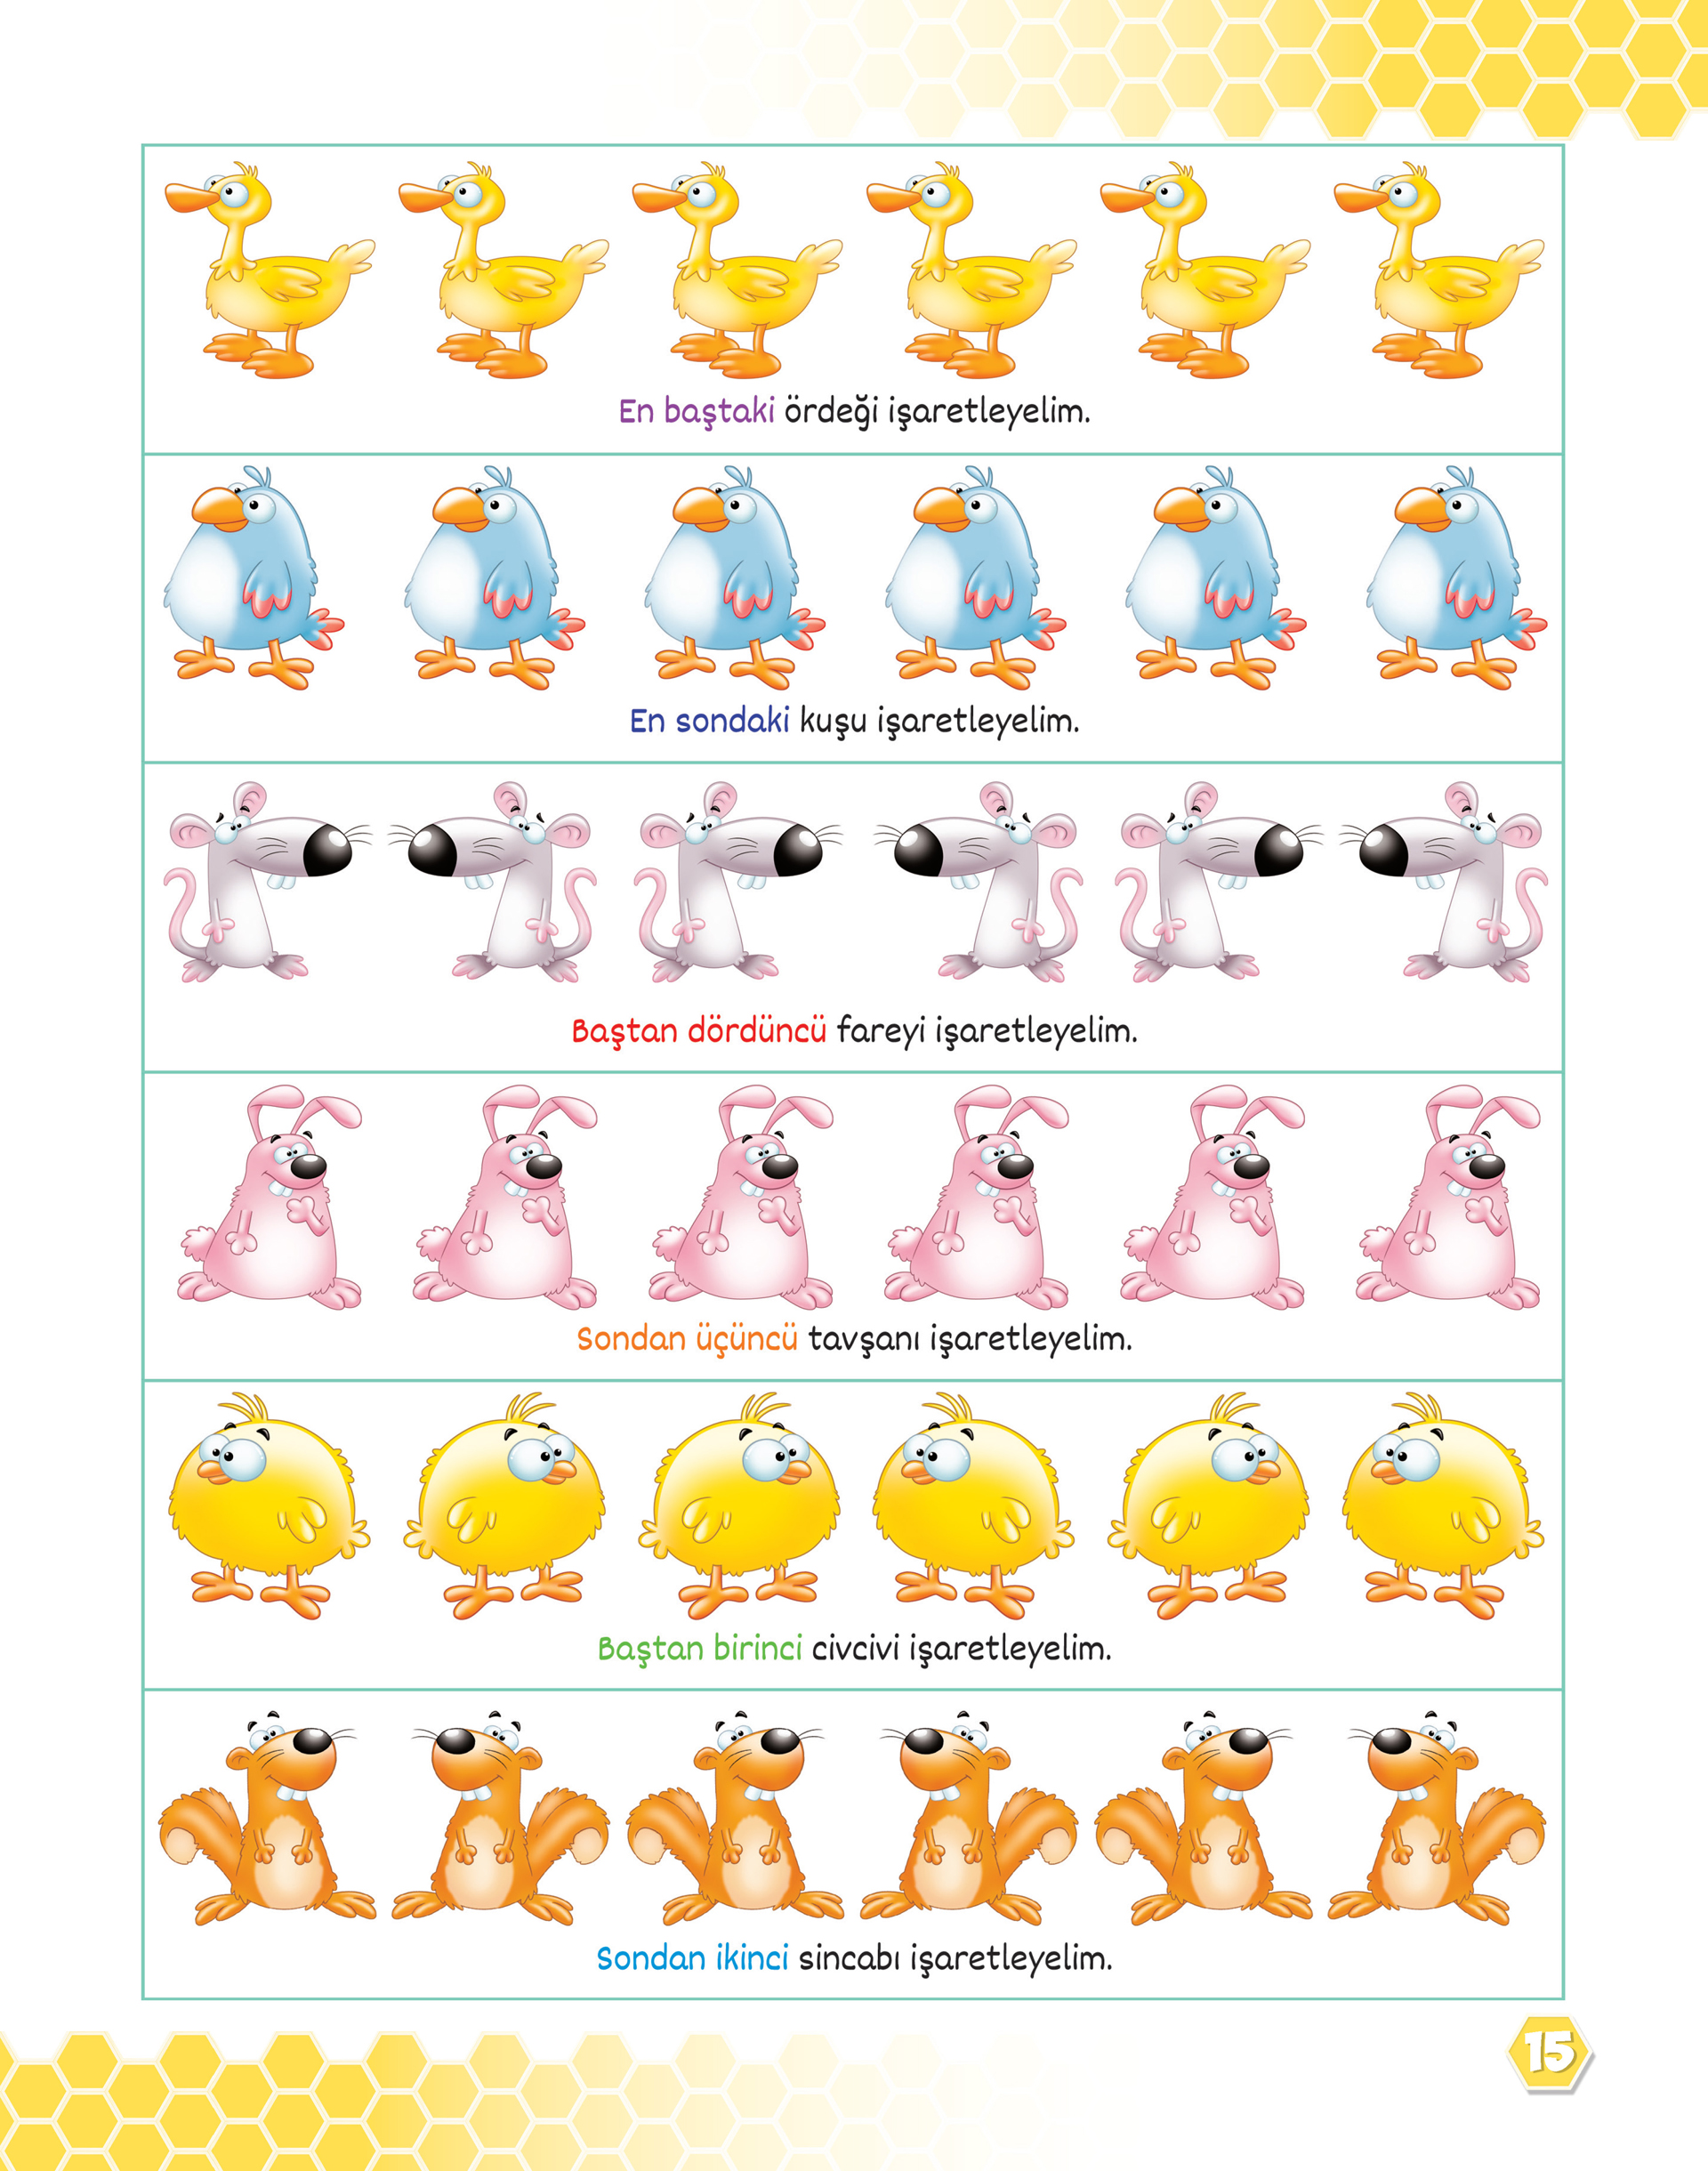 En baştaki ördeği işaretleyelim.
En sondaki kuşu işaretleyelim.
Baştan dördüncü fareyi işaretleyelim.
Sondan üçüncü tavşanı işaretleyelim.
Baştan birinci civcivi işaretleyelim.
Sondan ikinci sincabı işaretleyelim.
15